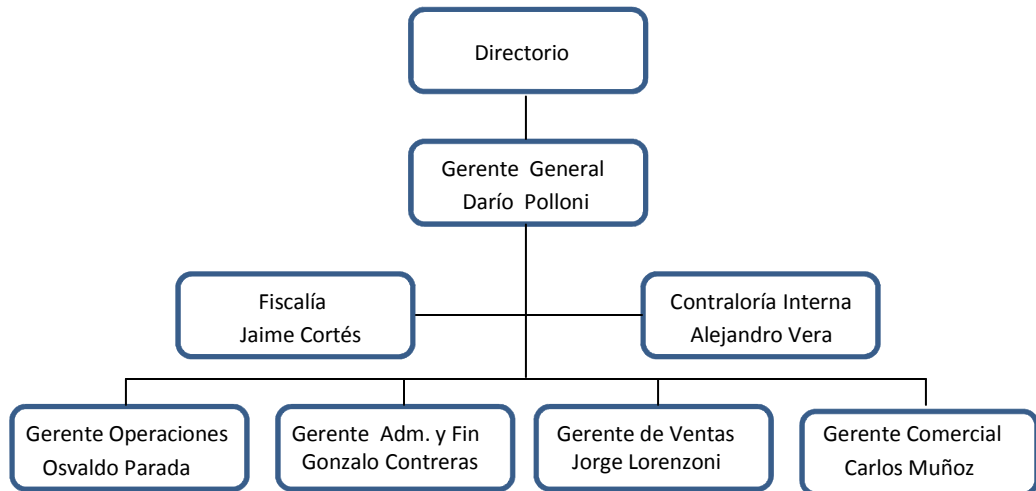 Directorio
Gerente General
Darío Polloni
Fiscalía
Jaime Cortés
Contraloría Interna
Alejandro Vera
Gerente Operaciones
Osvaldo Parada
Gerente Adm. y Fin
Gonzalo Contreras
Gerente de Ventas
Jorge Lorenzoni
Gerente Comercial
Carlos Muñoz